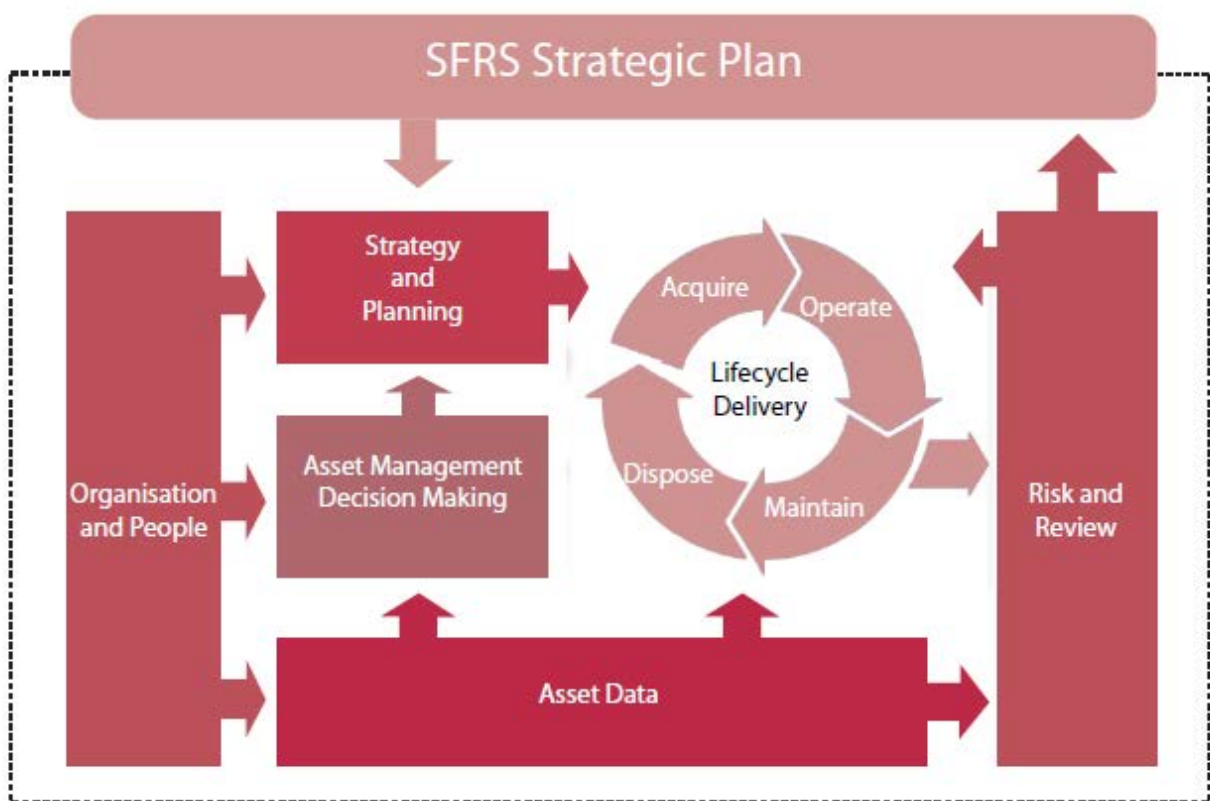 SFRS Strategic Plan
Strategy
and
Planning
Acquire
Operate
Lifecycle
Delivery
Dispose
Maintain
Asset Management
Decision Making
Organisation
and People
Risk and
Review
Asset Data